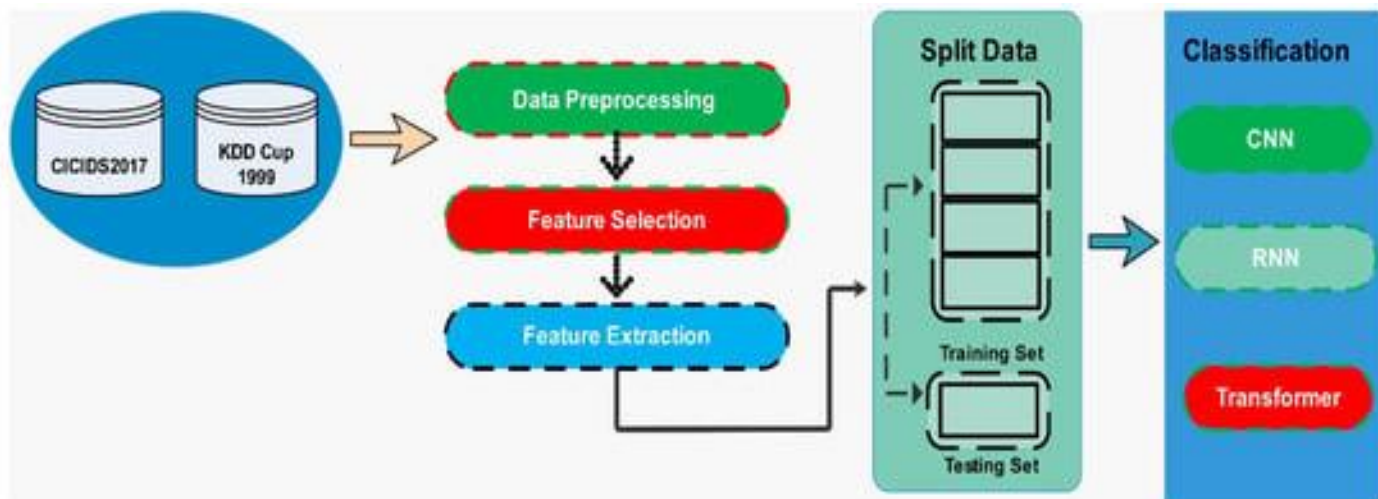 CICIDS2017
KDD Cup
1999
Data Preprocessing
Feature Selection
Feature Extraction
Split Data
Training Set
Testing Set
Classification
CNN
RNN
Transformer